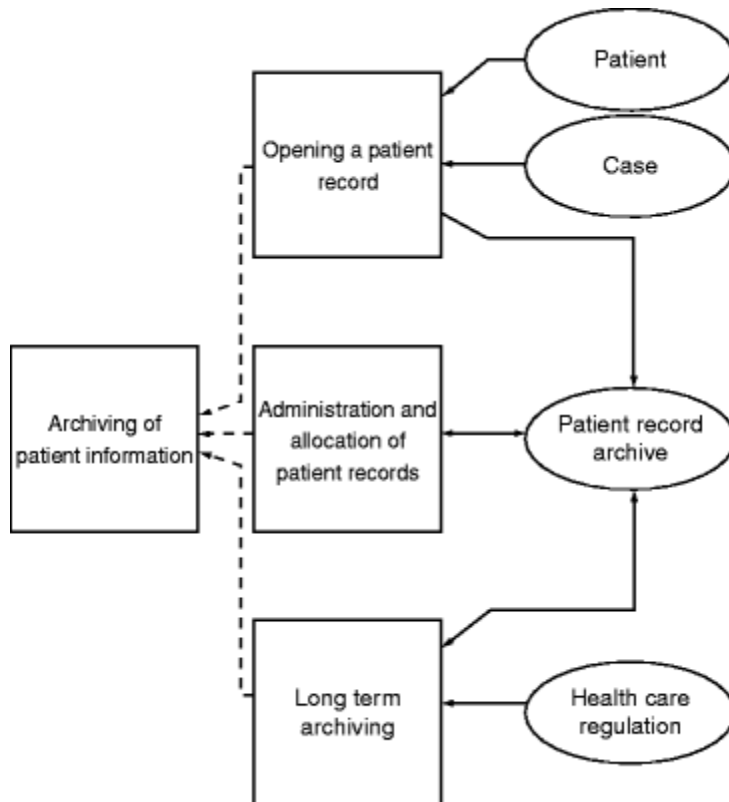 Patient
Opening a patient
record
Case
Archiving of
patient information
Administration and
allocation of
patient records
Patient record
archive
Long term
archiving
Health care
regulation